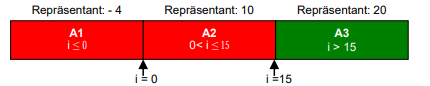 Repräsentant: - 4 Repräsentant: 10 Repräsentant: 20
A1 A2 A3
i ≤ 0 0< i ≤ 15 i > 15
i = 0 i =15